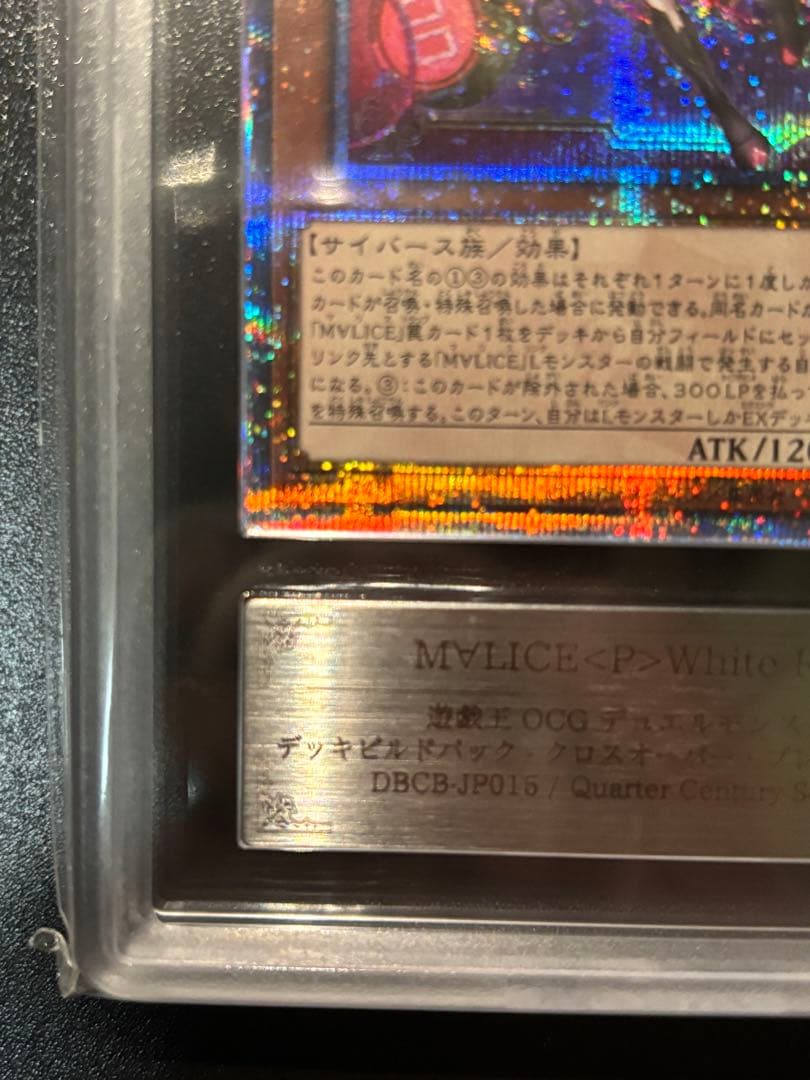 【サイバース族／効果】
このカード名の①③の効果はそれぞれ１ターンに１度しか
カードが召喚・特殊召喚した場合に発動できる。同名カードが
「M∀LICE」罠カード１枚をデッキから自分フィールドにセッ
リンク先とする「M∀LICE」Lモンスターの戦闘で発生する自
になる。③：このカードが除外された場合、３００LPを払っ
を特殊召喚する。このターン、自分はLモンスターしかEXデッ
ATK/120
M∀LICE<P>White
遊戯王 OCG デュエルモンス
デッキビルドパック - クロスオーバー
DBCB-JP015 / Quarter Century S